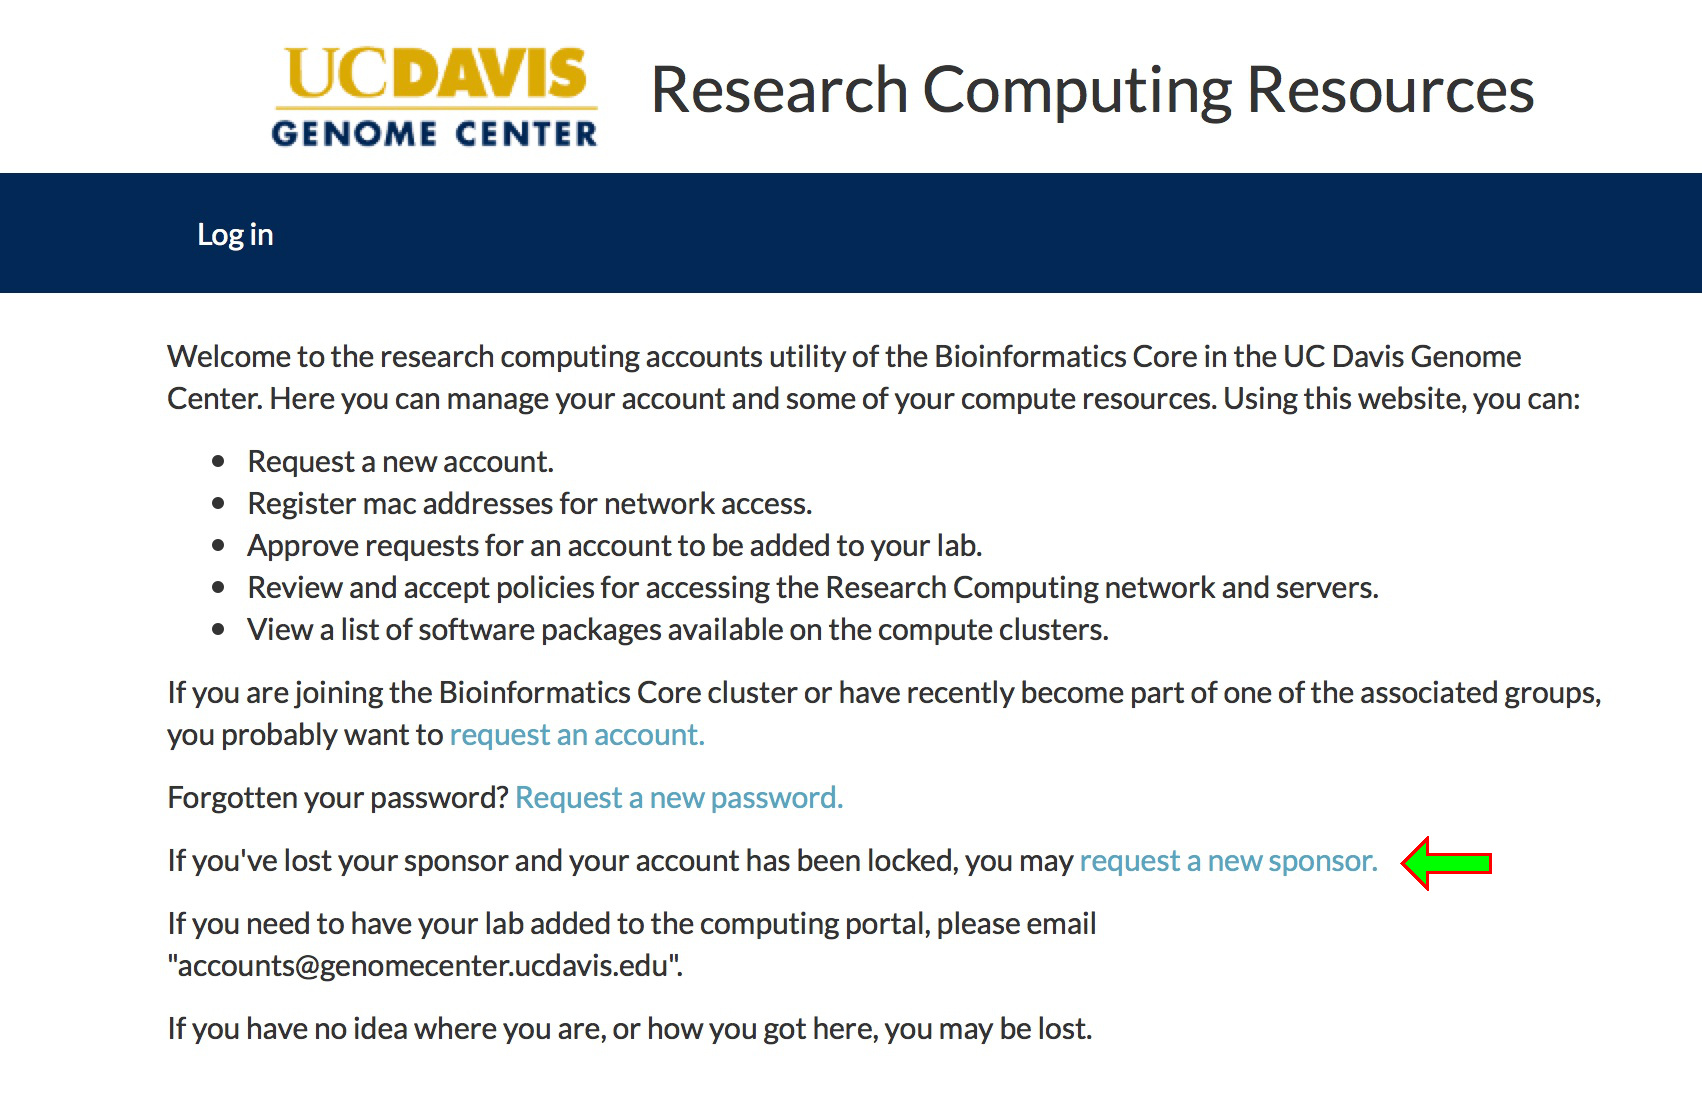 UCDAVIS
GENOME CENTER
Research Computing Resources
Log in
Welcome to the research computing accounts utility of the Bioinformatics Core in the UC Davis Genome
Center. Here you can manage your account and some of your compute resources. Using this website, you can:
• Request a new account.
• Register mac addresses for network access.
• Approve requests for an account to be added to your lab.
• Review and accept policies for accessing the Research Computing network and servers.
• View a list of software packages available on the compute clusters.
If you are joining the Bioinformatics Core cluster or have recently become part of one of the associated groups,
you probably want to request an account.
Forgotten your password? Request a new password.
If you've lost your sponsor and your account has been locked, you may request a new sponsor.
If you need to have your lab added to the computing portal, please email
"accounts@genomecenter.ucdavis.edu".
If you have no idea where you are, or how you got here, you may be lost.